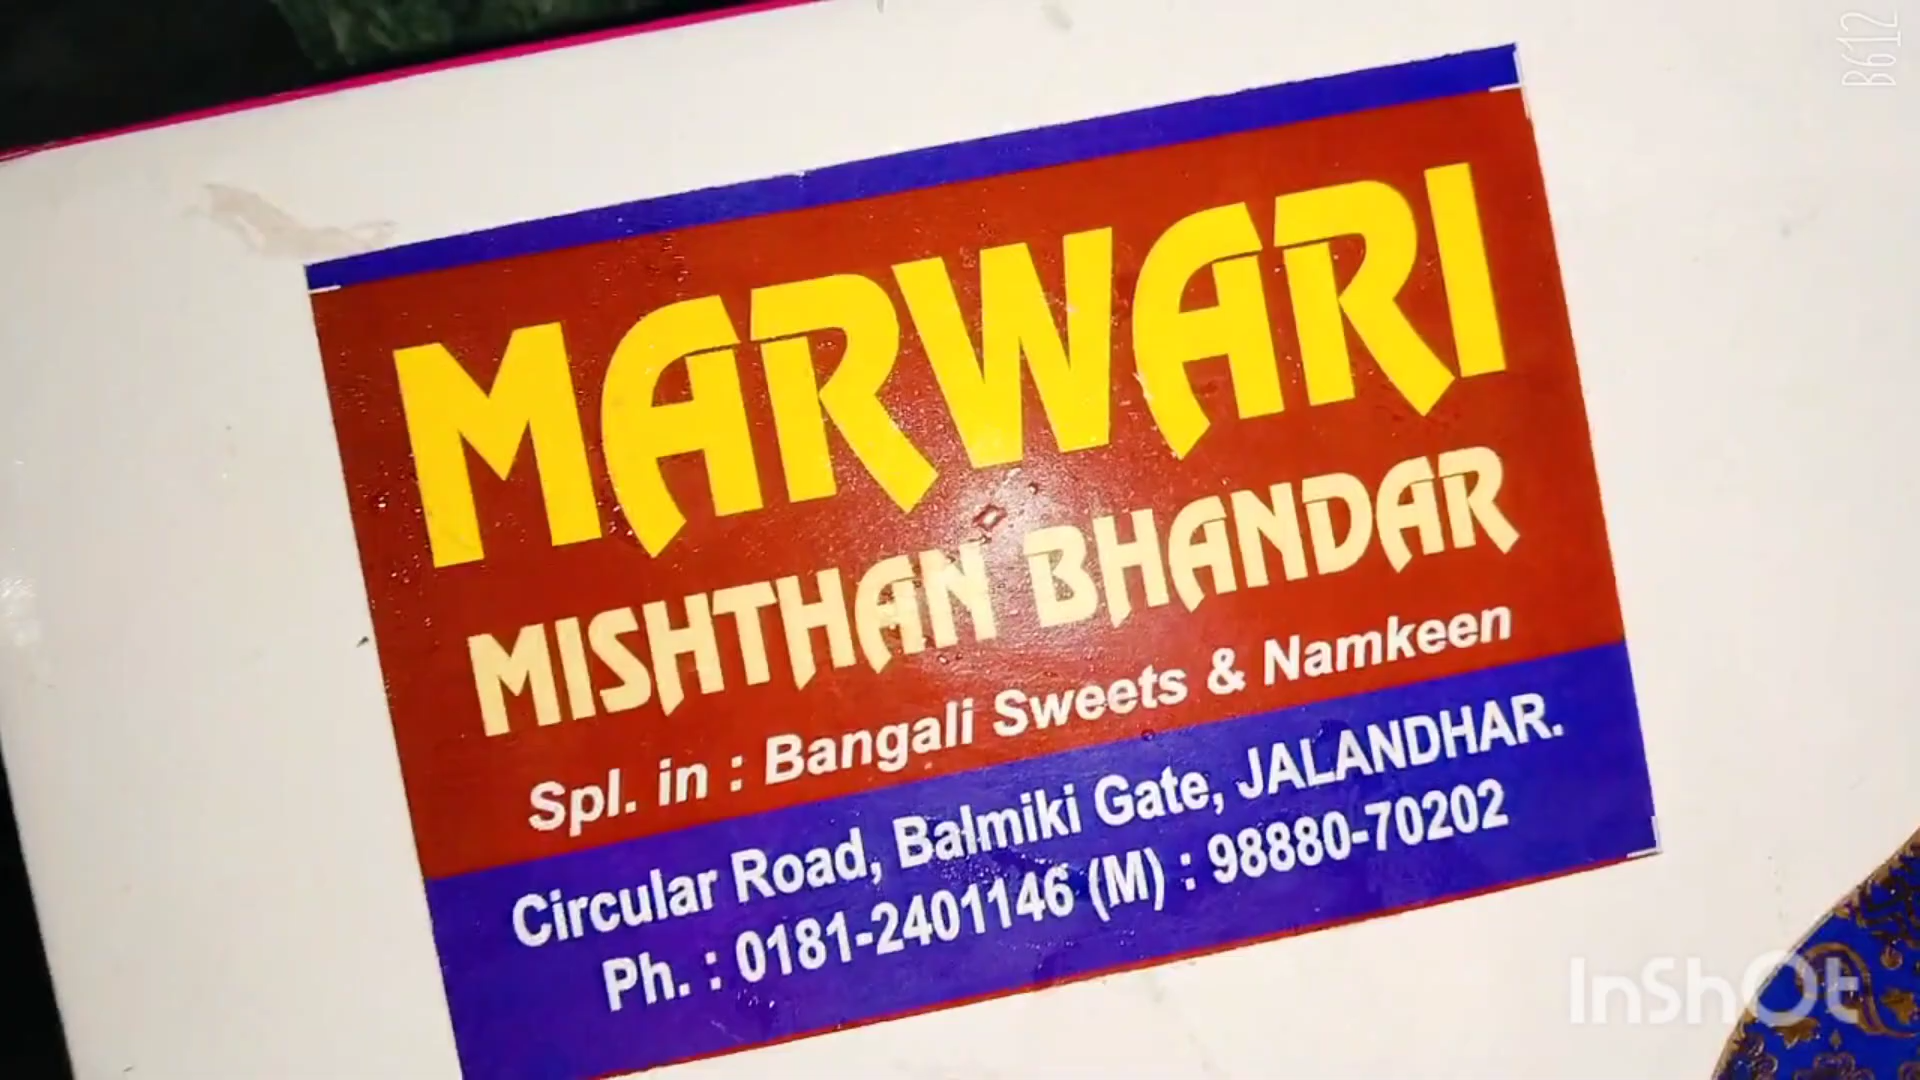 B612
MARWARI
MISHTHAN BHANDAR
Spl. in : Bangali Sweets & Namkeen
Circular Road, Balmiki Gate, JALANDHAR.
Ph. : 0181-2401146 (M) : 98880-70202
InShOt